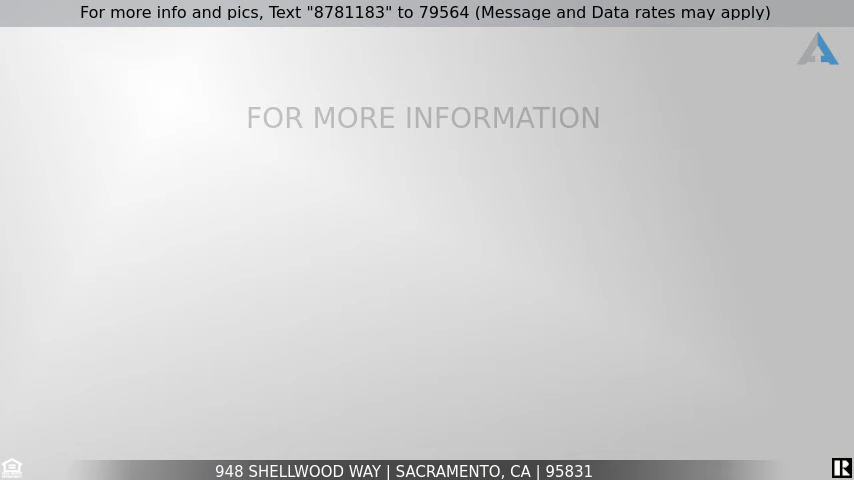 For more info and pics, Text "8781183" to 79564 (Message and Data rates may apply)
FOR MORE INFORMATION
948 SHELLWOOD WAY | SACRAMENTO, CA | 95831